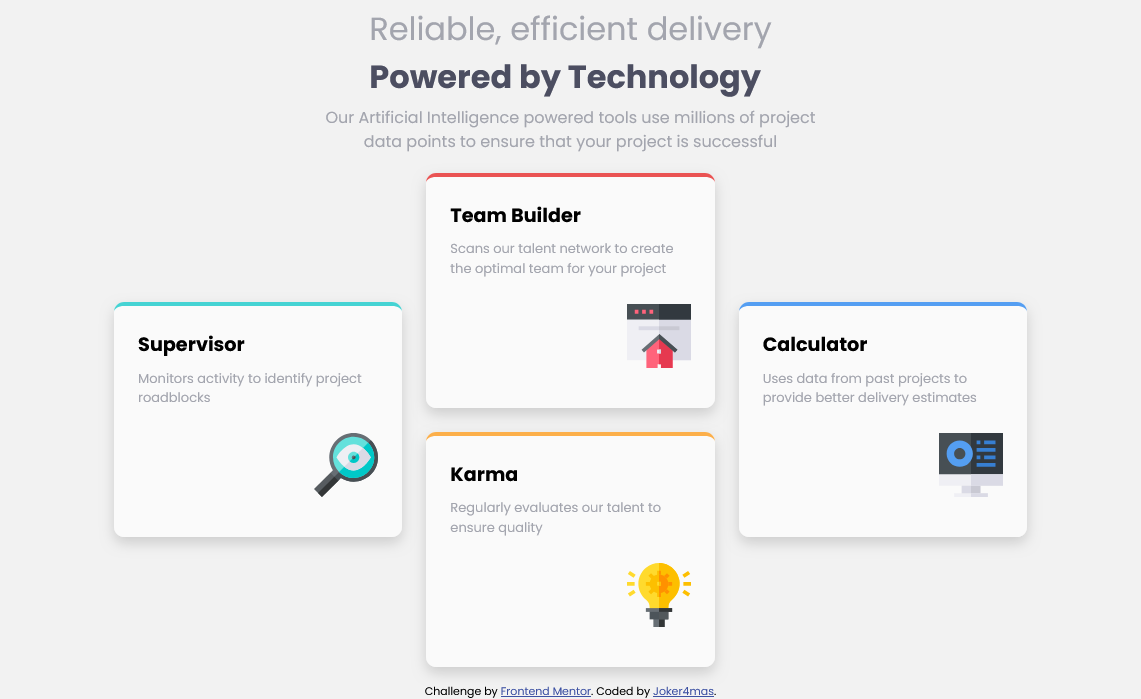 Reliable, efficient delivery
Powered by Technology
Our Artificial Intelligence powered tools use millions of project
data points to ensure that your project is successful
Supervisor
Monitors activity to identify project
roadblocks
Team Builder
Scans our talent network to create
the optimal team for your project
Karma
Regularly evaluates our talent to
ensure quality
Calculator
Uses data from past projects to
provide better delivery estimates
Challenge by Frontend Mentor. Coded by Joker4mas.